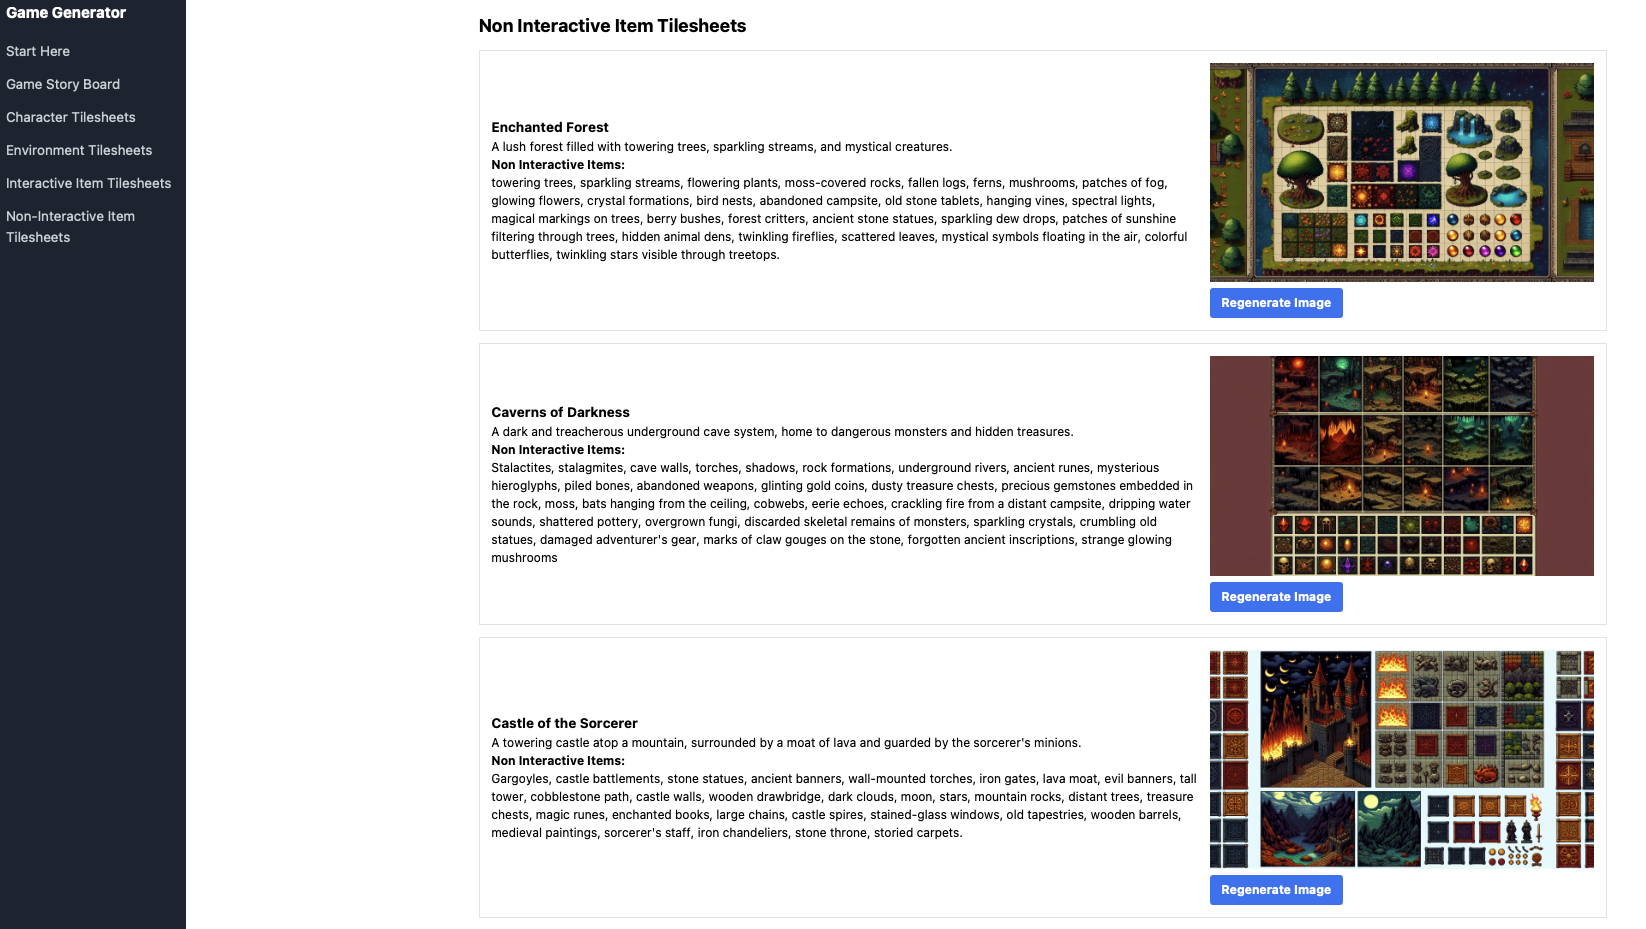 Game Generator
Start Here
Game Story Board
Character Tilesheets
Environment Tilesheets
Interactive Item Tilesheets
Non-Interactive Item
Tilesheets
Non Interactive Item Tilesheets
Enchanted Forest
A lush forest filled with towering trees, sparkling streams, and mystical creatures.
Non Interactive Items:
towering trees, sparkling streams, flowering plants, moss-covered rocks, fallen logs, ferns, mushrooms, patches of fog,
glowing flowers, crystal formations, bird nests, abandoned campsite, old stone tablets, hanging vines, spectral lights,
magical markings on trees, berry bushes, forest critters, ancient stone statues, sparkling dew drops, patches of sunshine
filtering through trees, hidden animal dens, twinkling fireflies, scattered leaves, mystical symbols floating in the air, colorful
butterflies, twinkling stars visible through treetops.
Regenerate Image
Caverns of Darkness
A dark and treacherous underground cave system, home to dangerous monsters and hidden treasures.
Non Interactive Items:
Stalactites, stalagmites, cave walls, torches, shadows, rock formations, underground rivers, ancient runes, mysterious
hieroglyphs, piled bones, abandoned weapons, glinting gold coins, dusty treasure chests, precious gemstones embedded in
the rock, moss, bats hanging from the ceiling, cobwebs, eerie echoes, crackling fire from a distant campsite, dripping water
sounds, shattered pottery, overgrown fungi, discarded skeletal remains of monsters, sparkling crystals, crumbling old
statues, damaged adventurer's gear, marks of claw gouges on the stone, forgotten ancient inscriptions, strange glowing
mushrooms
Regenerate Image
Castle of the Sorcerer
A towering castle atop a mountain, surrounded by a moat of lava and guarded by the sorcerer's minions.
Non Interactive Items:
Gargoyles, castle battlements, stone statues, ancient banners, wall-mounted torches, iron gates, lava moat, evil banners, tall
tower, cobblestone path, castle walls, wooden drawbridge, dark clouds, moon, stars, mountain rocks, distant trees, treasure
chests, magic runes, enchanted books, large chains, castle spires, stained-glass windows, old tapestries, wooden barrels,
medieval paintings, sorcerer's staff, iron chandeliers, stone throne, storied carpets.
Regenerate Image